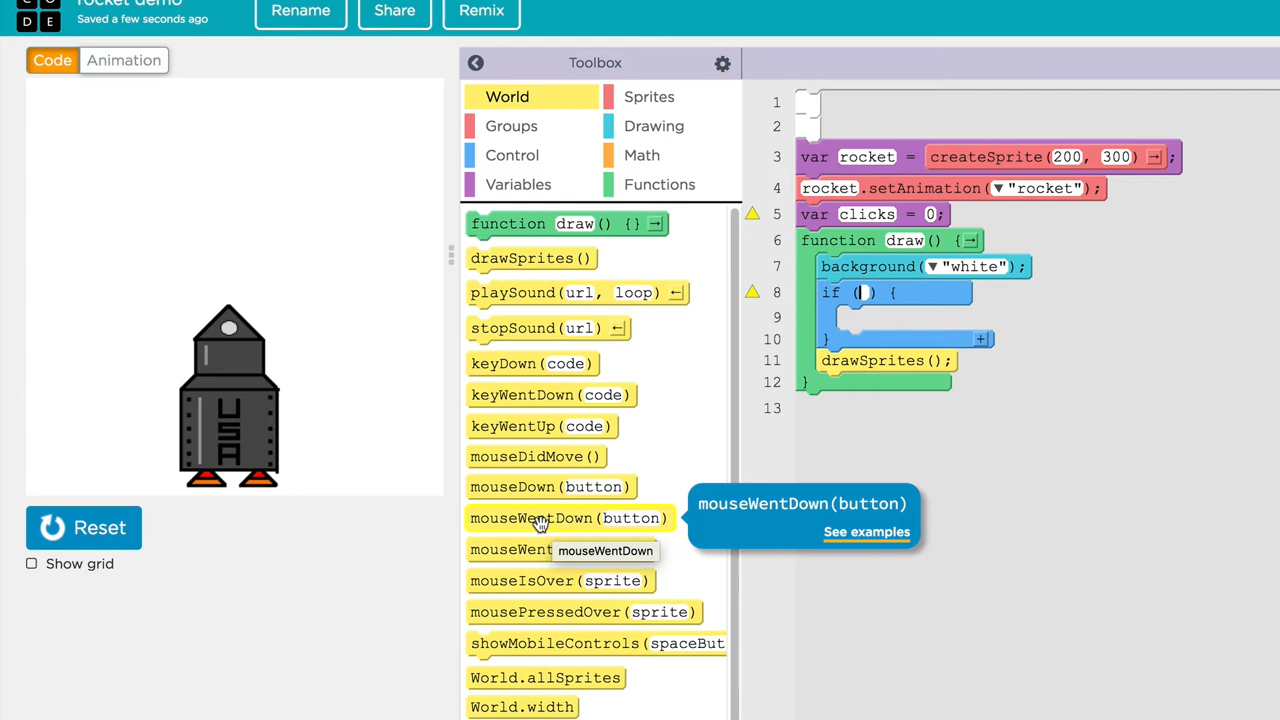 O
D E
rocket demo
Saved a few seconds ago
Rename
Share
Remix
Code
Animation
USA
Reset
Show grid
Toolbox
World
Sprites
Groups
Drawing
Control
Math
Variables
Functions
function draw() {}
drawSprites()
playSound(url, loop)
stopSound(url)
keyDown(code)
keyWentDown(code)
keyWentUp(code)
mouseDidMove()
mouseDown(button)
mouseWentDown(button)
mouseWent
mouseWentDown
mouseIsOver(sprite)
mousePressedOver(sprite)
showMobileControls(spaceBut
World.allSprites
World.width
mouseWentDown(button)
See examples
1
2
3 var rocket = createSprite(200, 300);
4 rocket.setAnimation("rocket");
5 var clicks = 0;
6 function draw() {
7 background("white");
8 if () {
9
10 }
11 drawSprites();
12 }
13